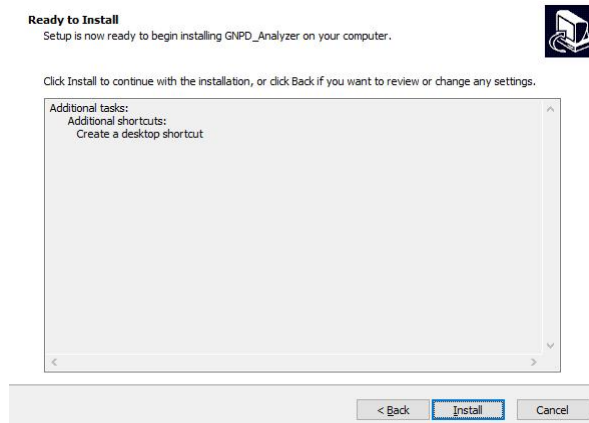 Ready to Install
Setup is now ready to begin installing GNPD_Analyzer on your computer.
Click Install to continue with the installation, or click Back if you want to review or change any settings.
Additional tasks:
Additional shortcuts:
Create a desktop shortcut
< Back
Install
Cancel